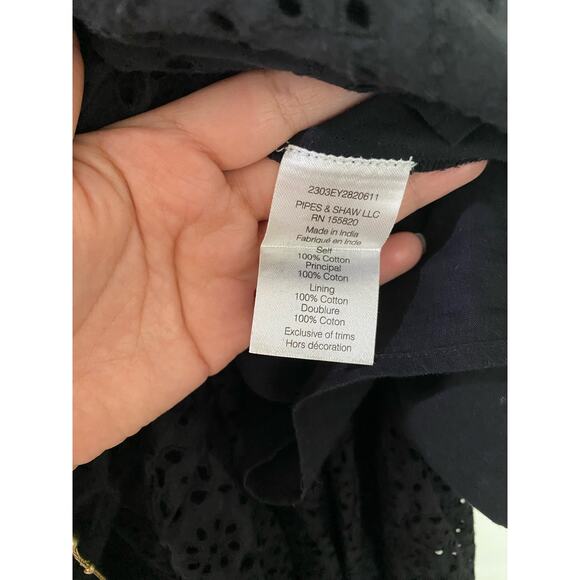 2303EY2820611
PIPES & SHAW LLC
RN 155820
Made in India
Fabriqué en Inde
Self
100% Cotton
Principal
100% Coton
Lining
100% Cotton
Doublure
100% Coton
Exclusive of trims
Hors décoration